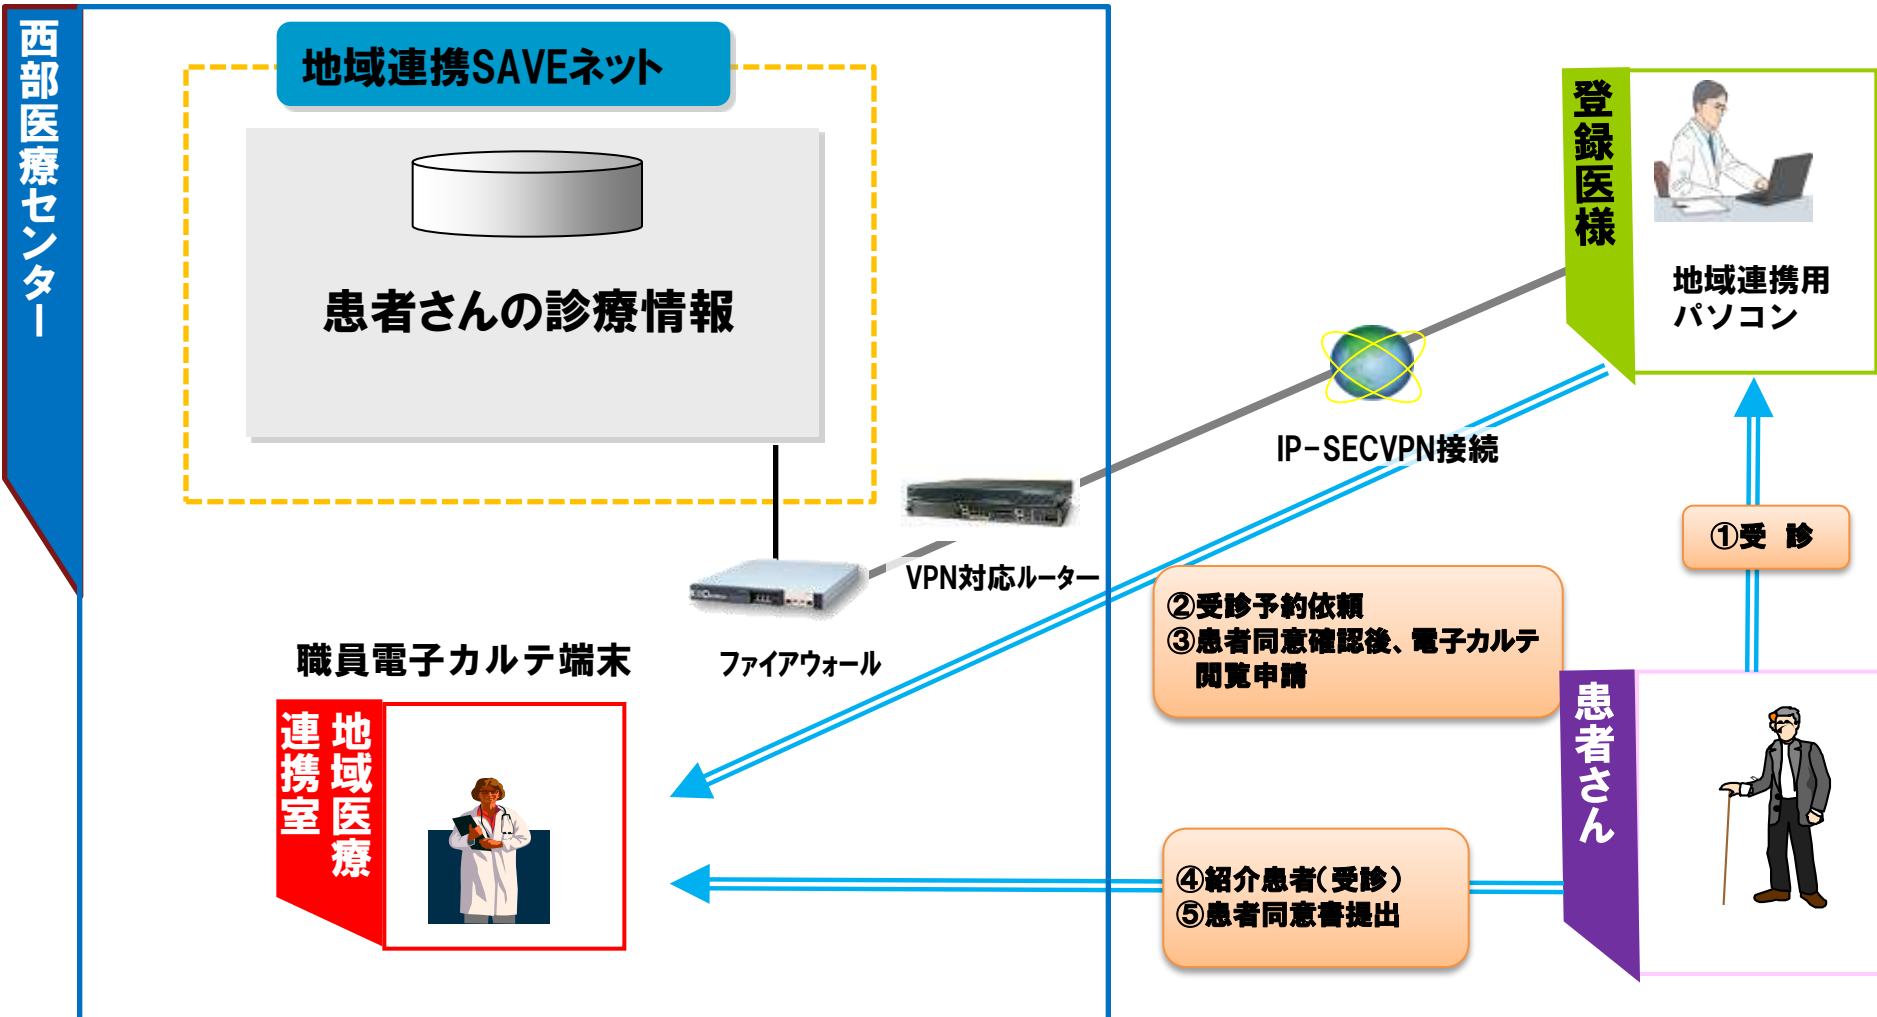 西部医療センター
地域連携SAVEネット
患者さんの診療情報
登録医様
地域連携用
パソコン
IP-SECVPN接続
VPN対応ルーター
ファイアウォール
①受　診
②受診予約依頼
③患者同意確認後、電子カルテ
閲覧申請
職員電子カルテ端末
地域医療
連携室
患者さん
④紹介患者(受診)
⑤患者同意書提出